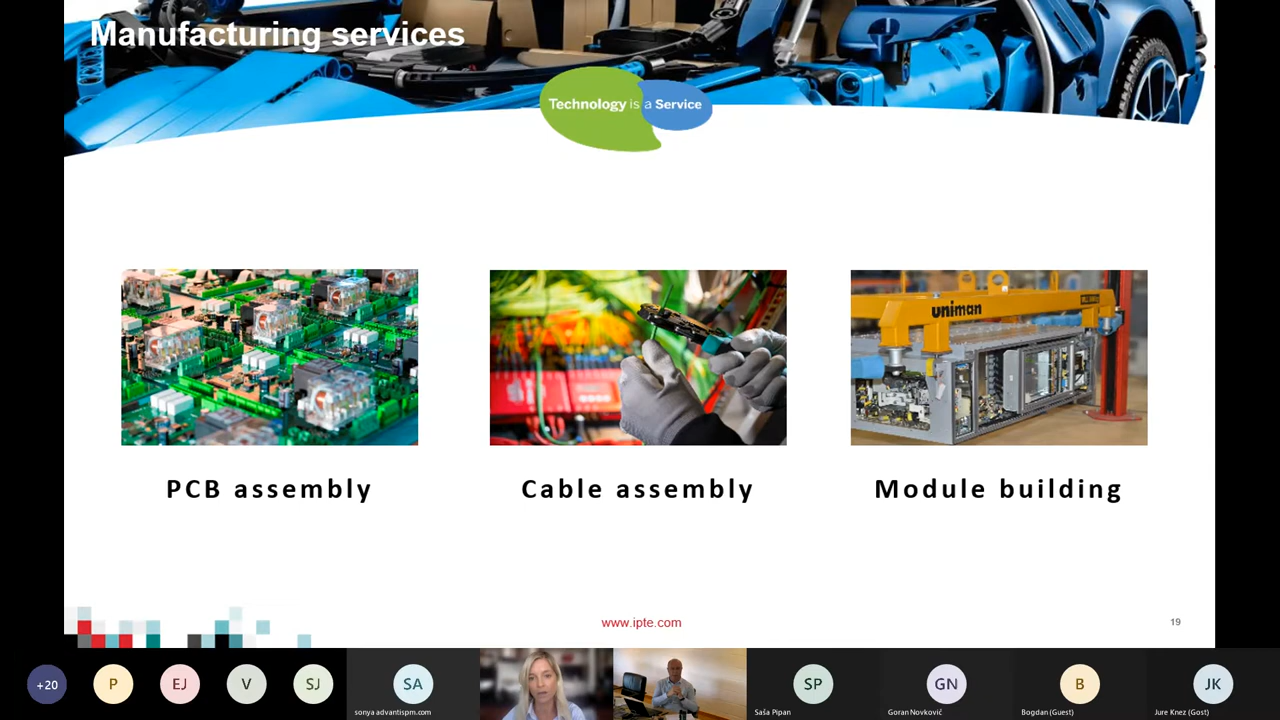 Manufacturing services
Technology is a Service
uniman
PCB assembly
Cable assembly
Module building
www.ipte.com
19
+20
P
EJ
V
SJ
SA
sonya advantispm.com
SP
Saša Pipan
GN
Goran Novković
B
Bogdan (Guest)
JK
Jure Knez (Gost)